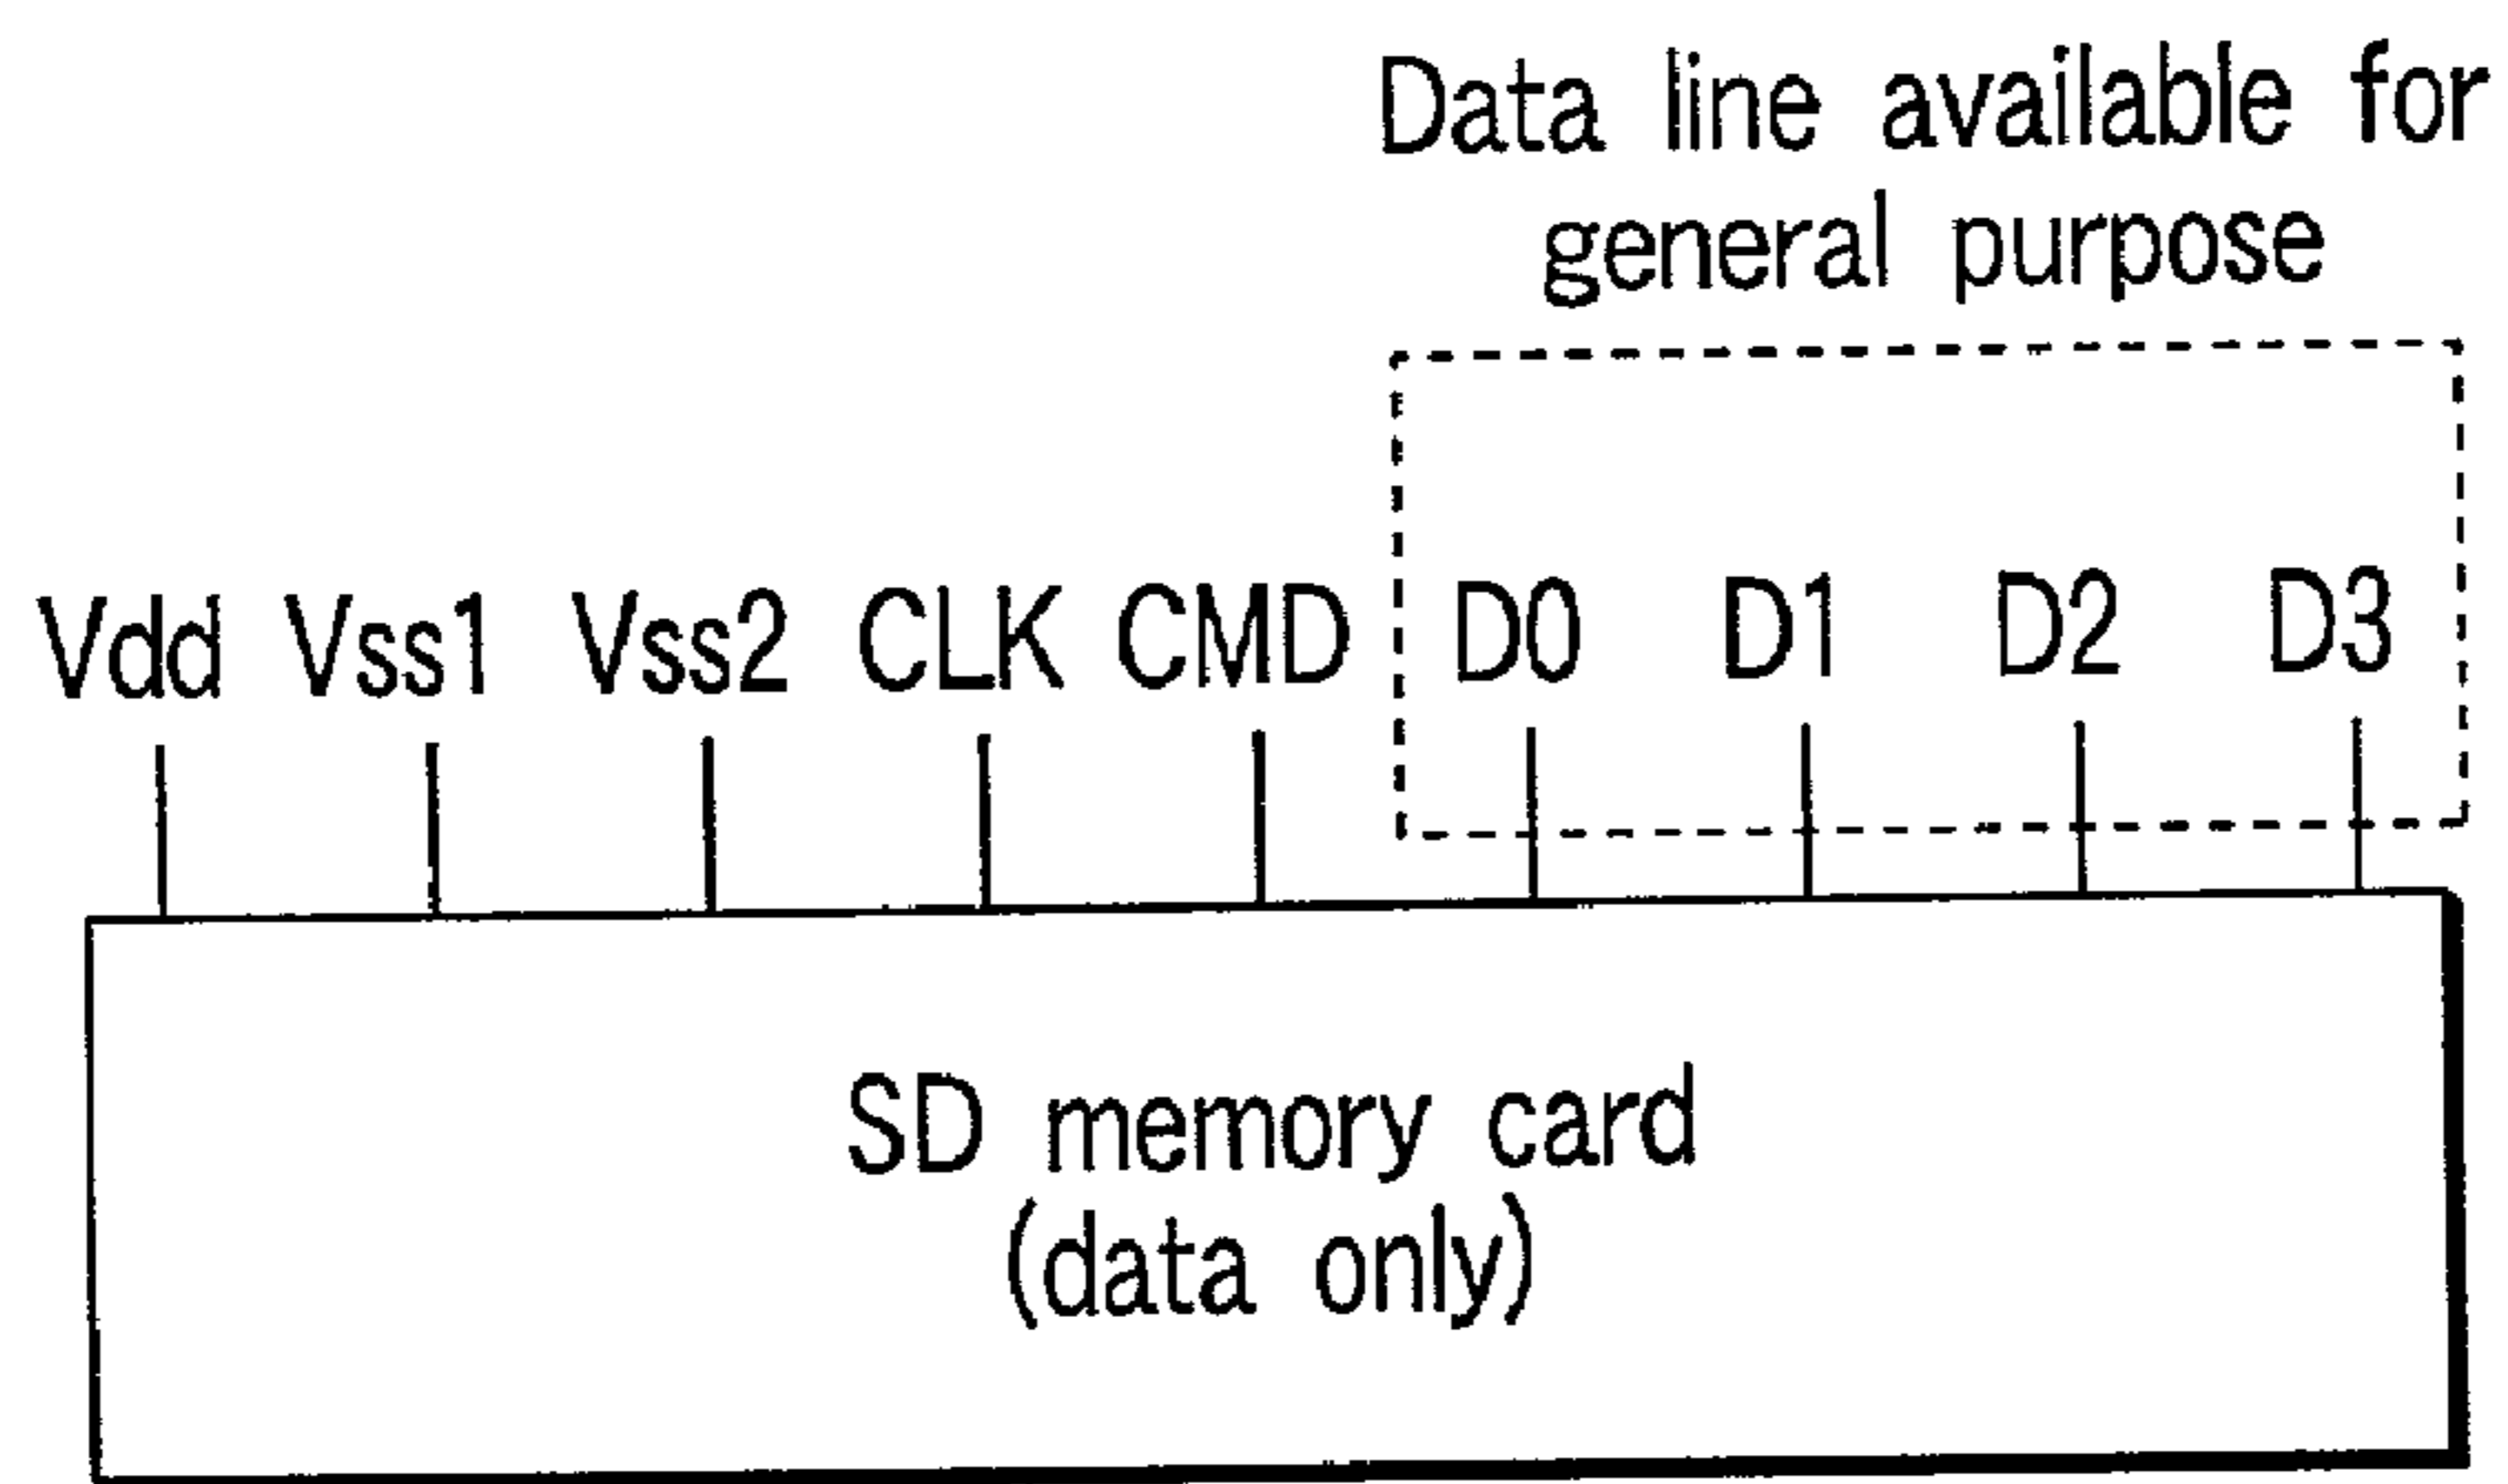 Data line available for
general purpose
Vdd Vss1 Vss2 CLK CMD D0 D1 D2 D3
SD memory card
(data only)